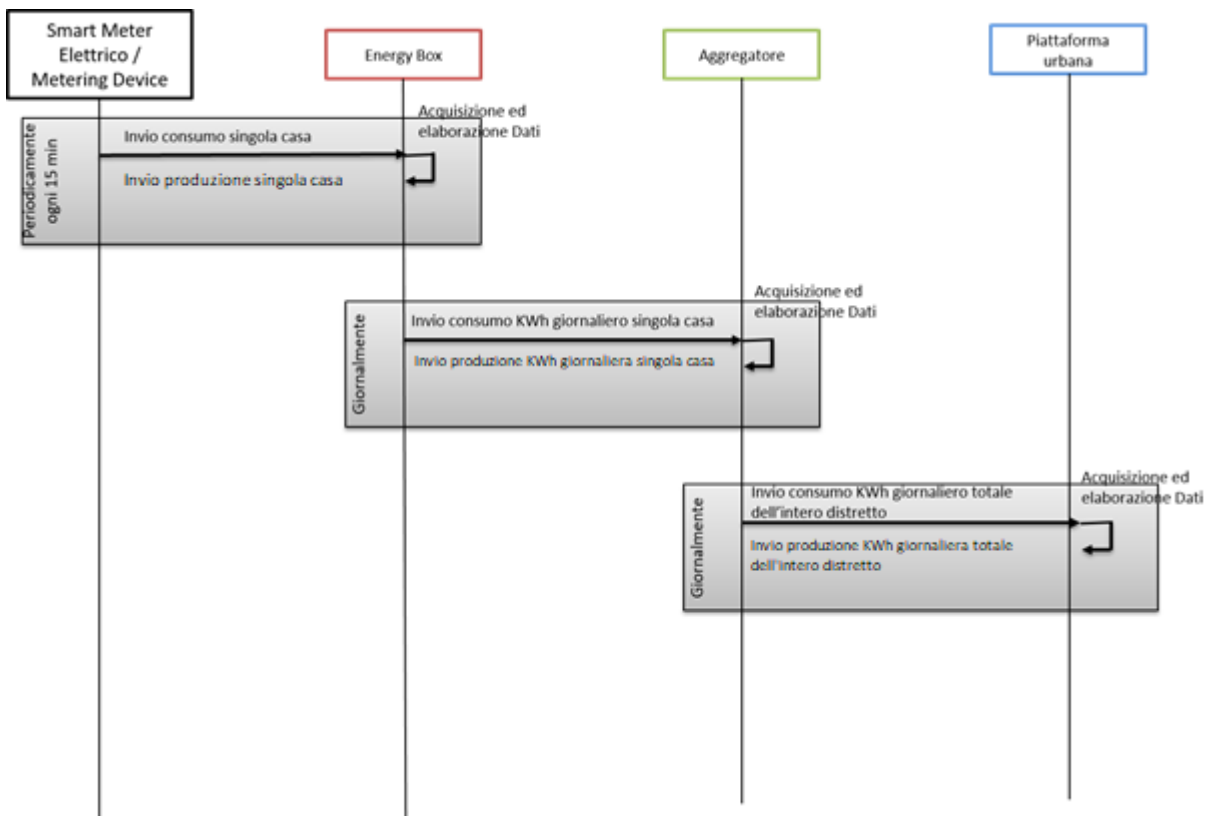 Smart Meter
Elettrico /
Metering Device
Energy Box
Aggregatore
Piattaforma
urbana
Periodicamente
ogni 15 min
Invio consumo singola casa
Invio produzione singola casa
Acquisizione ed
elaborazione Dati
Giornalmente
Invio consumo KWh giornaliero singola casa
Invio produzione KWh giornaliera singola casa
Acquisizione ed
elaborazione Dati
Giornalmente
Invio consumo KWh giornaliero totale
dell'intero distretto
Invio produzione KWh giornaliera totale
dell'intero distretto
Acquisizione ed
elaborazione Dati